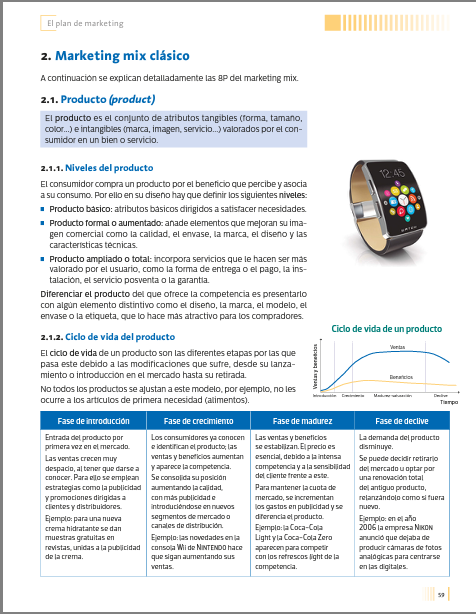 El plan de marketing
2. Marketing mix clásico
A continuación se explican detalladamente las 8P del marketing mix.
2.1. Producto (product)
El producto es el conjunto de atributos tangibles (forma, tamaño,
color...) e intangibles (marca, imagen, servicio...) valorados por el con-
sumidor en un bien o servicio.
2.1.1. Niveles del producto
El consumidor compra un producto por el beneficio que percibe y asocia
a su consumo. Por ello en su diseño hay que definir los siguientes niveles:
Producto básico: atributos básicos dirigidos a satisfacer necesidades.
Producto formal o aumentado: añade elementos que mejoran su ima-
gen comercial como la calidad, el envase, la marca, el diseño y las
características técnicas.
Producto ampliado o total: incorpora servicios que le hacen ser más
valorado por el usuario, como la forma de entrega o el pago, la ins-
talación, el servicio posventa o la garantía.
Diferenciar el producto del que ofrece la competencia es presentarlo
con algún elemento distintivo como el diseño, la marca, el modelo, el
envase o la etiqueta, que lo hace más atractivo para los compradores.
2.1.2. Ciclo de vida del producto
El ciclo de vida de un producto son las diferentes etapas por las que
pasa este debido a las modificaciones que sufre, desde su lanza-
miento o introducción en el mercado hasta su retirada.
No todos los productos se ajustan a este modelo, por ejemplo, no les
ocurre a los artículos de primera necesidad (alimentos).
12:45
Ciclo de vida de un producto
Ventas y beneficios
Ventas
Beneficios
Introducción Crecimiento Madurez-saturación Declive
Tiempo
Fase de introducción
Entrada del producto por
primera vez en el mercado.
Las ventas crecen muy
despacio, al tener que darse a
conocer. Para ello se emplean
estrategias como la publicidad
y promociones dirigidas a
clientes y distribuidores.
Ejemplo: para una nueva
crema hidratante se dan
muestras gratuitas en
revistas, unidas a la publicidad
de la crema.
Fase de crecimiento
Los consumidores ya conocen
e identifican el producto; las
ventas y beneficios aumentan
y aparece la competencia.
Se consolida su posición
aumentando la calidad,
con más publicidad e
introduciéndose en nuevos
segmentos de mercado o
canales de distribución.
Ejemplo: las novedades en la
consola Wii de NINTENDO hace
que sigan aumentando sus
ventas.
Fase de madurez
Las ventas y beneficios
se estabilizan. El precio es
esencial, debido a la intensa
competencia y a la sensibilidad
del cliente frente a este.
Para mantener la cuota de
mercado, se incrementan
los gastos en publicidad y se
diferencia el producto.
Ejemplo: la Coca-Cola
Light y la Coca-Cola Zero
aparecen para competir
con los refrescos light de la
competencia.
Fase de declive
La demanda del producto
disminuye.
Se puede decidir retirarlo
del mercado u optar por
una renovación total
del antiguo producto,
relanzándolo como si fuera
nuevo.
Ejemplo: en el año
2006 la empresa NIKON
anunció que dejaba de
producir cámaras de fotos
analógicas para centrarse
en las digitales.
59